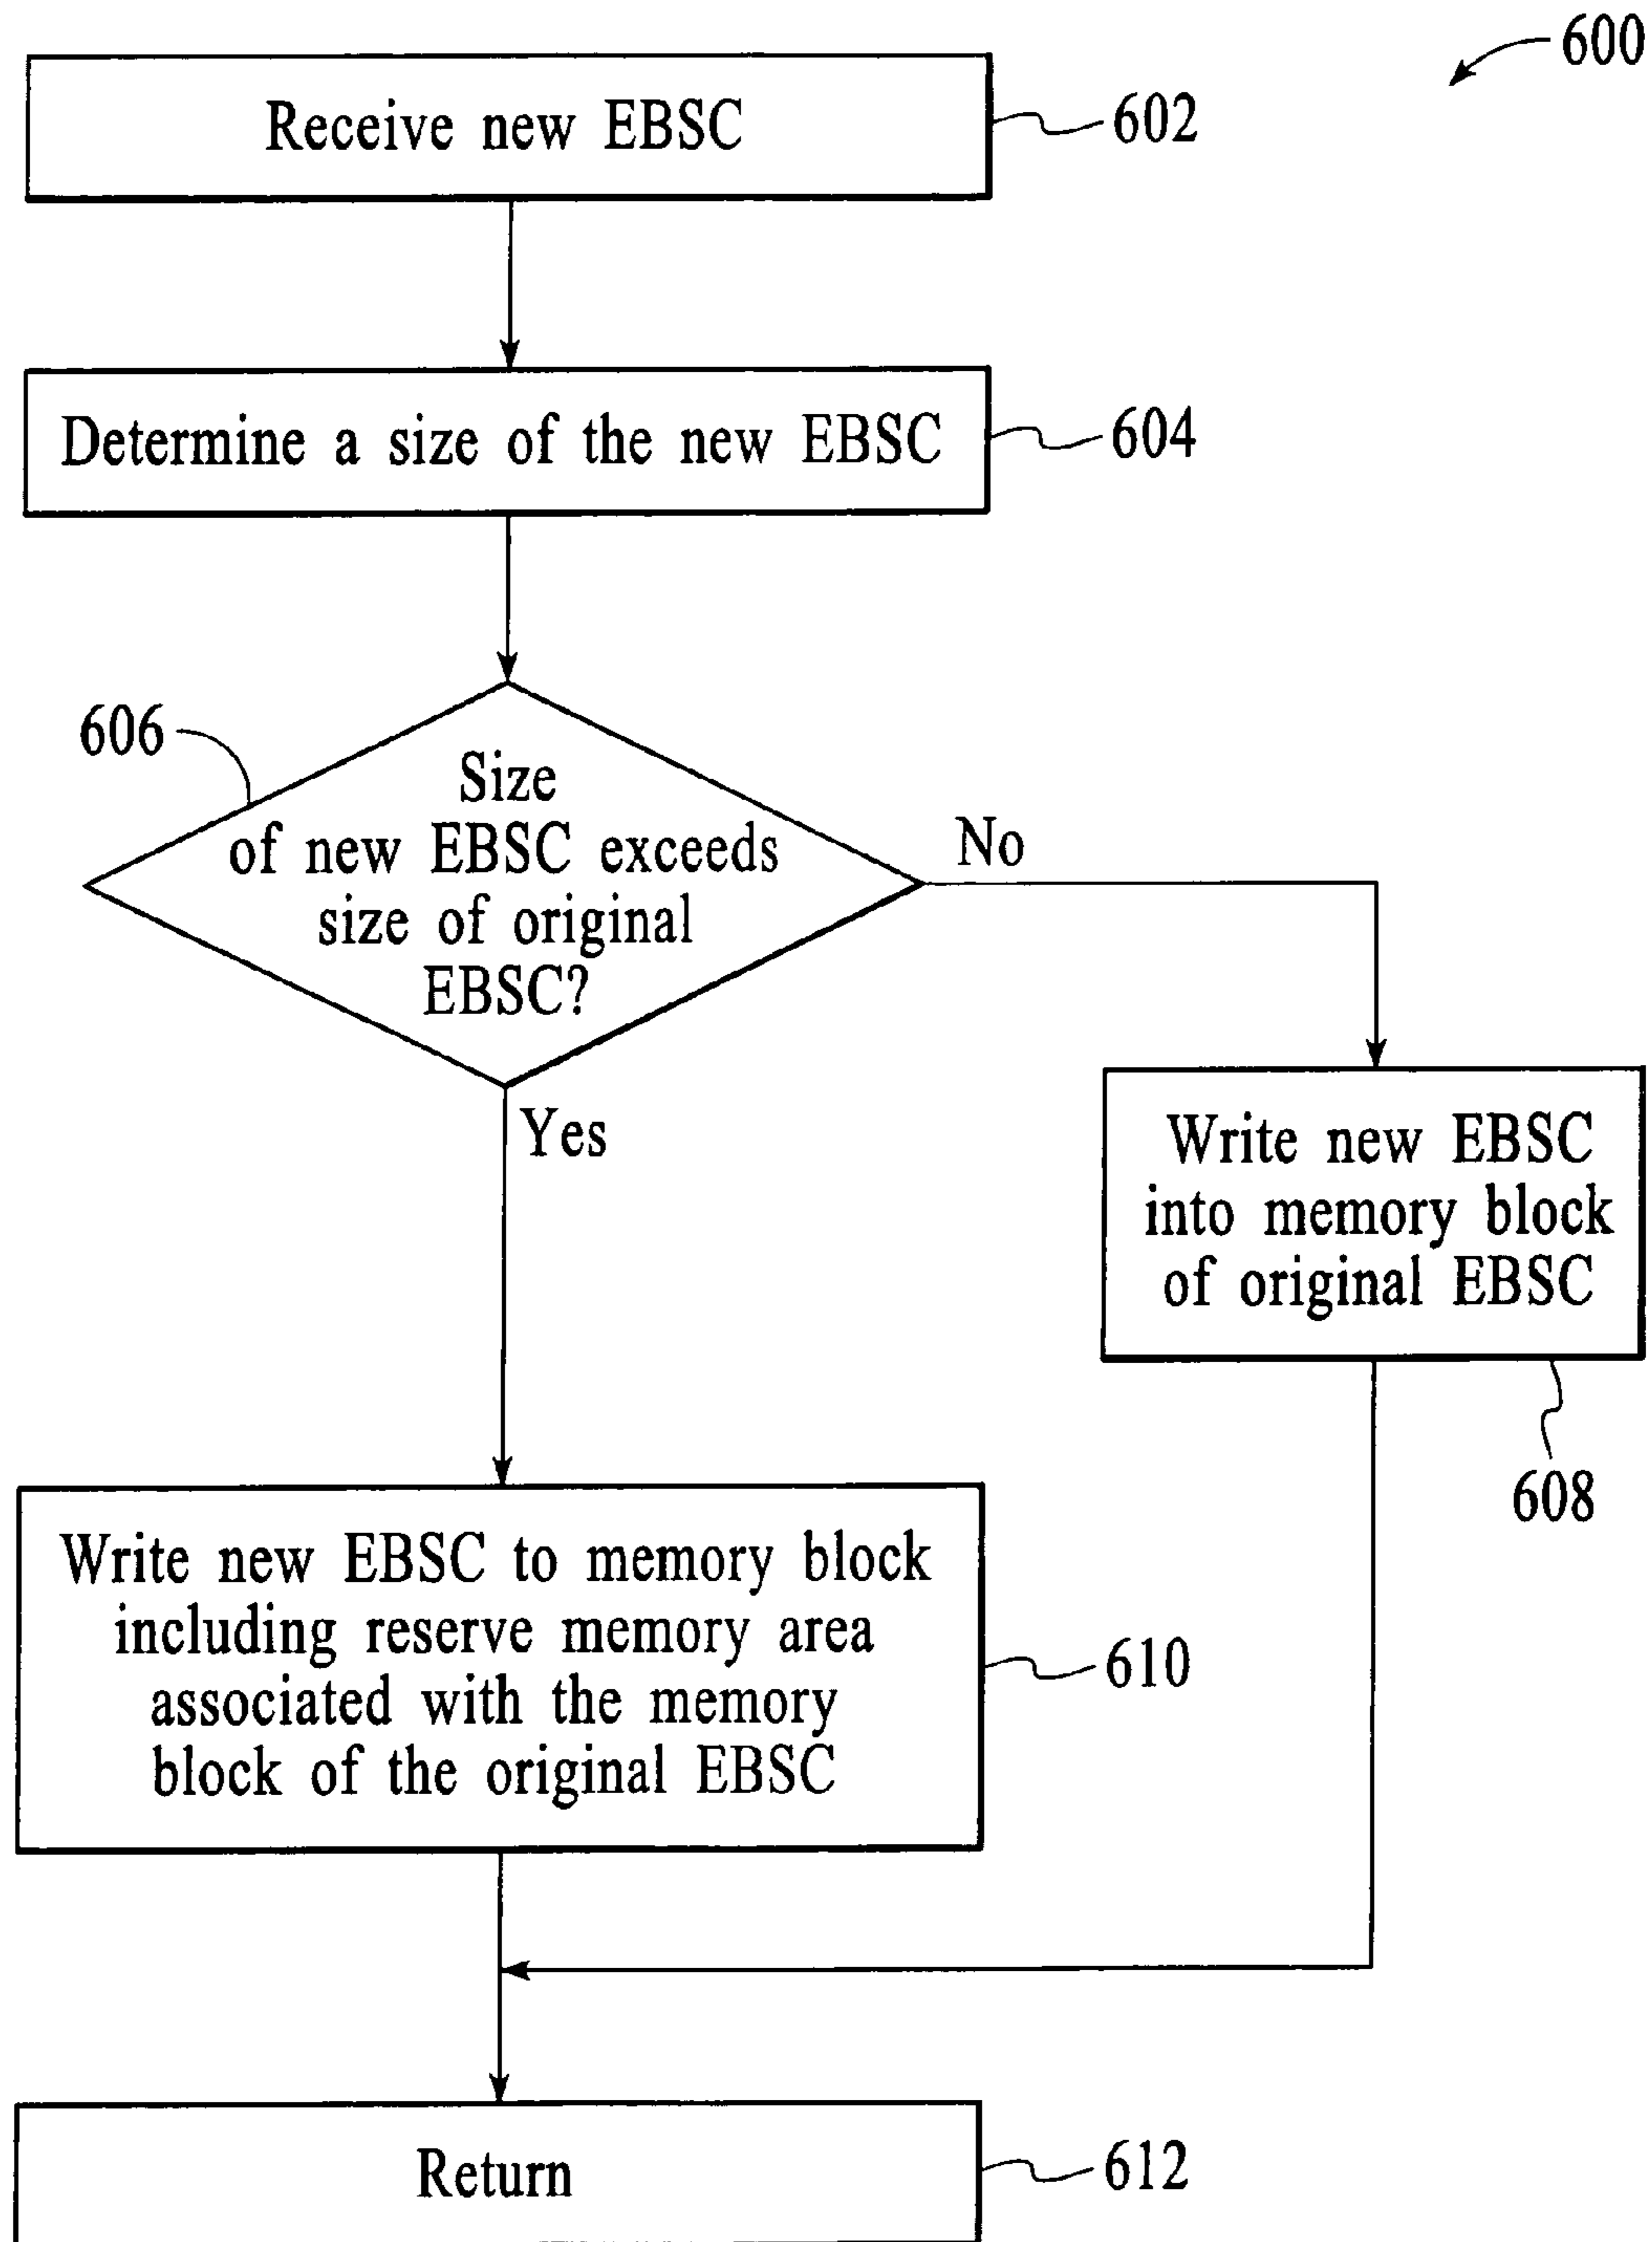 600
Receive new EBSC
602
Determine a size of the new EBSC
604
606
Size
of new EBSC exceeds
size of original
EBSC?
No
Yes
Write new EBSC
into memory block
of original EBSC
608
Write new EBSC to memory block
including reserve memory area
associated with the memory
block of the original EBSC
610
Return
612